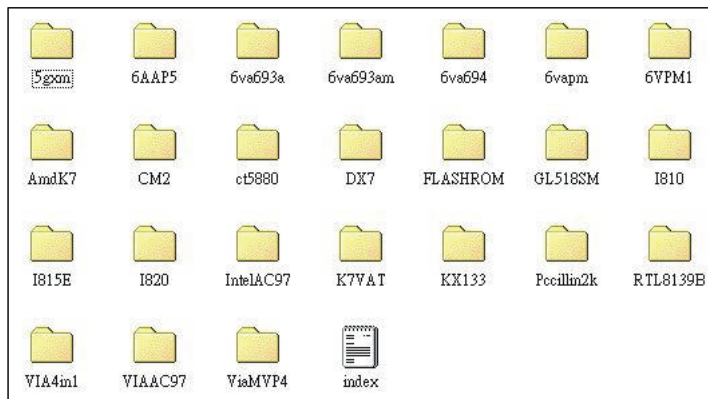 5gxm 6AAP5 6va693a 6va693am 6va694 6vapm 6VPM1
AmdK7 CM2 ct5880 DX7 FLASHROM GL518SM I810
I815E I820 IntelAC97 K7VAT KX133 Pccillin2k RTL8139B
VIA4in1 VIAAC97 ViaMVP4 index